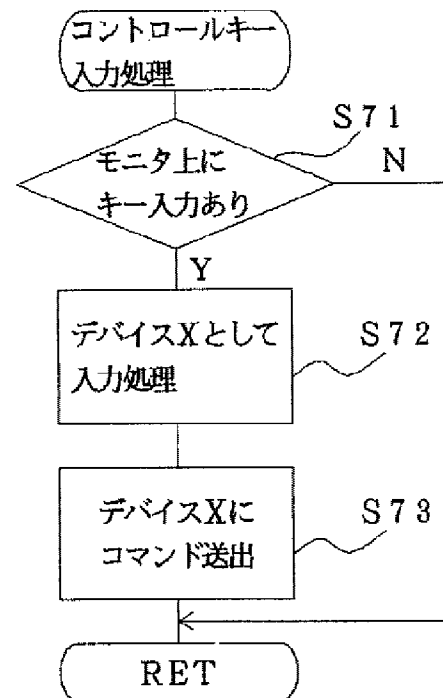 コントロールキー
入力処理
S71
モニタ上に
キー入力あり
N
Y
デバイスXとして
入力処理
S72
デバイスXに
コマンド送出
S73
RET